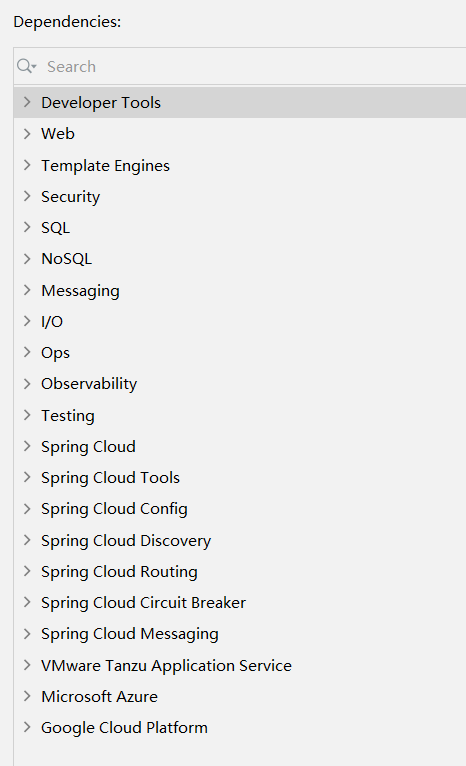 Dependencies:
Search
Developer Tools
Web
Template Engines
Security
SQL
NoSQL
Messaging
I/O
Ops
Observability
Testing
Spring Cloud
Spring Cloud Tools
Spring Cloud Config
Spring Cloud Discovery
Spring Cloud Routing
Spring Cloud Circuit Breaker
Spring Cloud Messaging
VMware Tanzu Application Service
Microsoft Azure
Google Cloud Platform